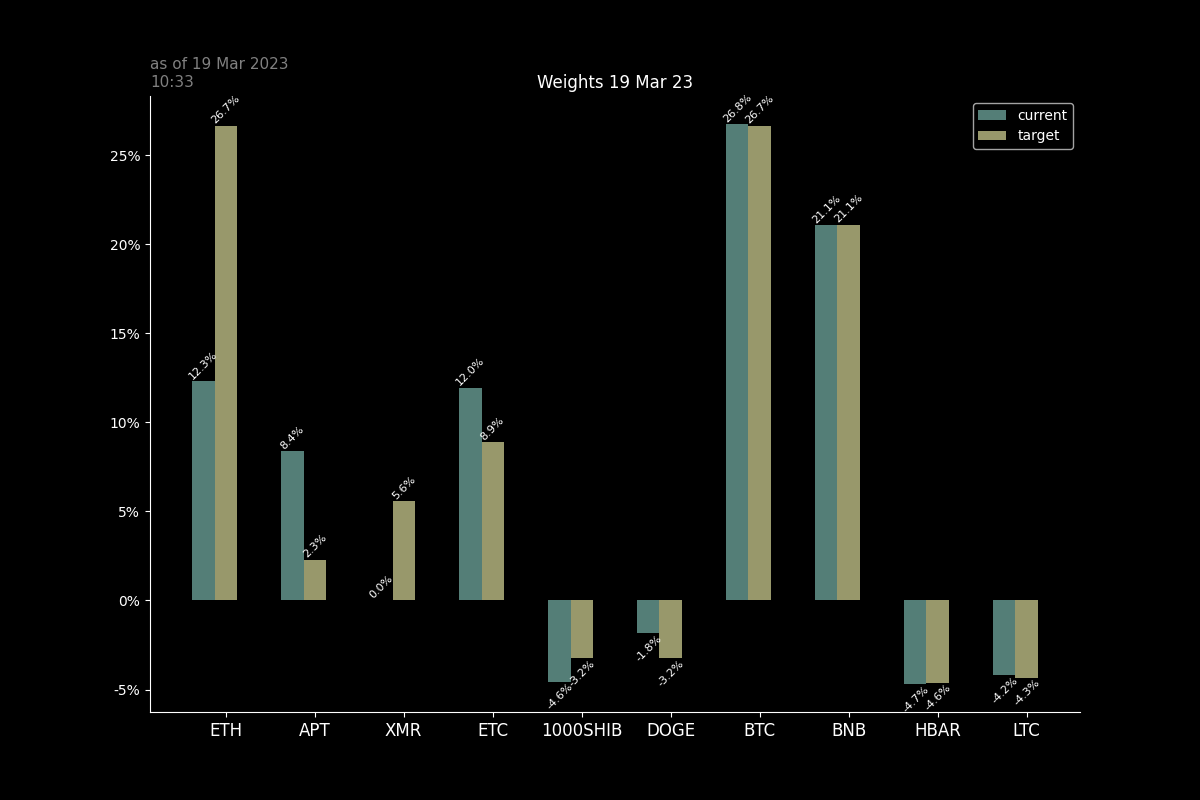 as of 19 Mar 2023
10:33
Weights 19 Mar 23
current
target
25%
20%
15%
10%
5%
0%
-5%
12.3%
26.7%
8.4%
2.3%
0.0%
5.6%
12.0%
8.9%
-4.6%
-3.2%
-1.8%
-3.2%
26.8%
26.7%
21.1%
21.1%
-4.7%
-4.6%
-4.2%
-4.3%
ETH
APT
XMR
ETC
1000SHIB
DOGE
BTC
BNB
HBAR
LTC